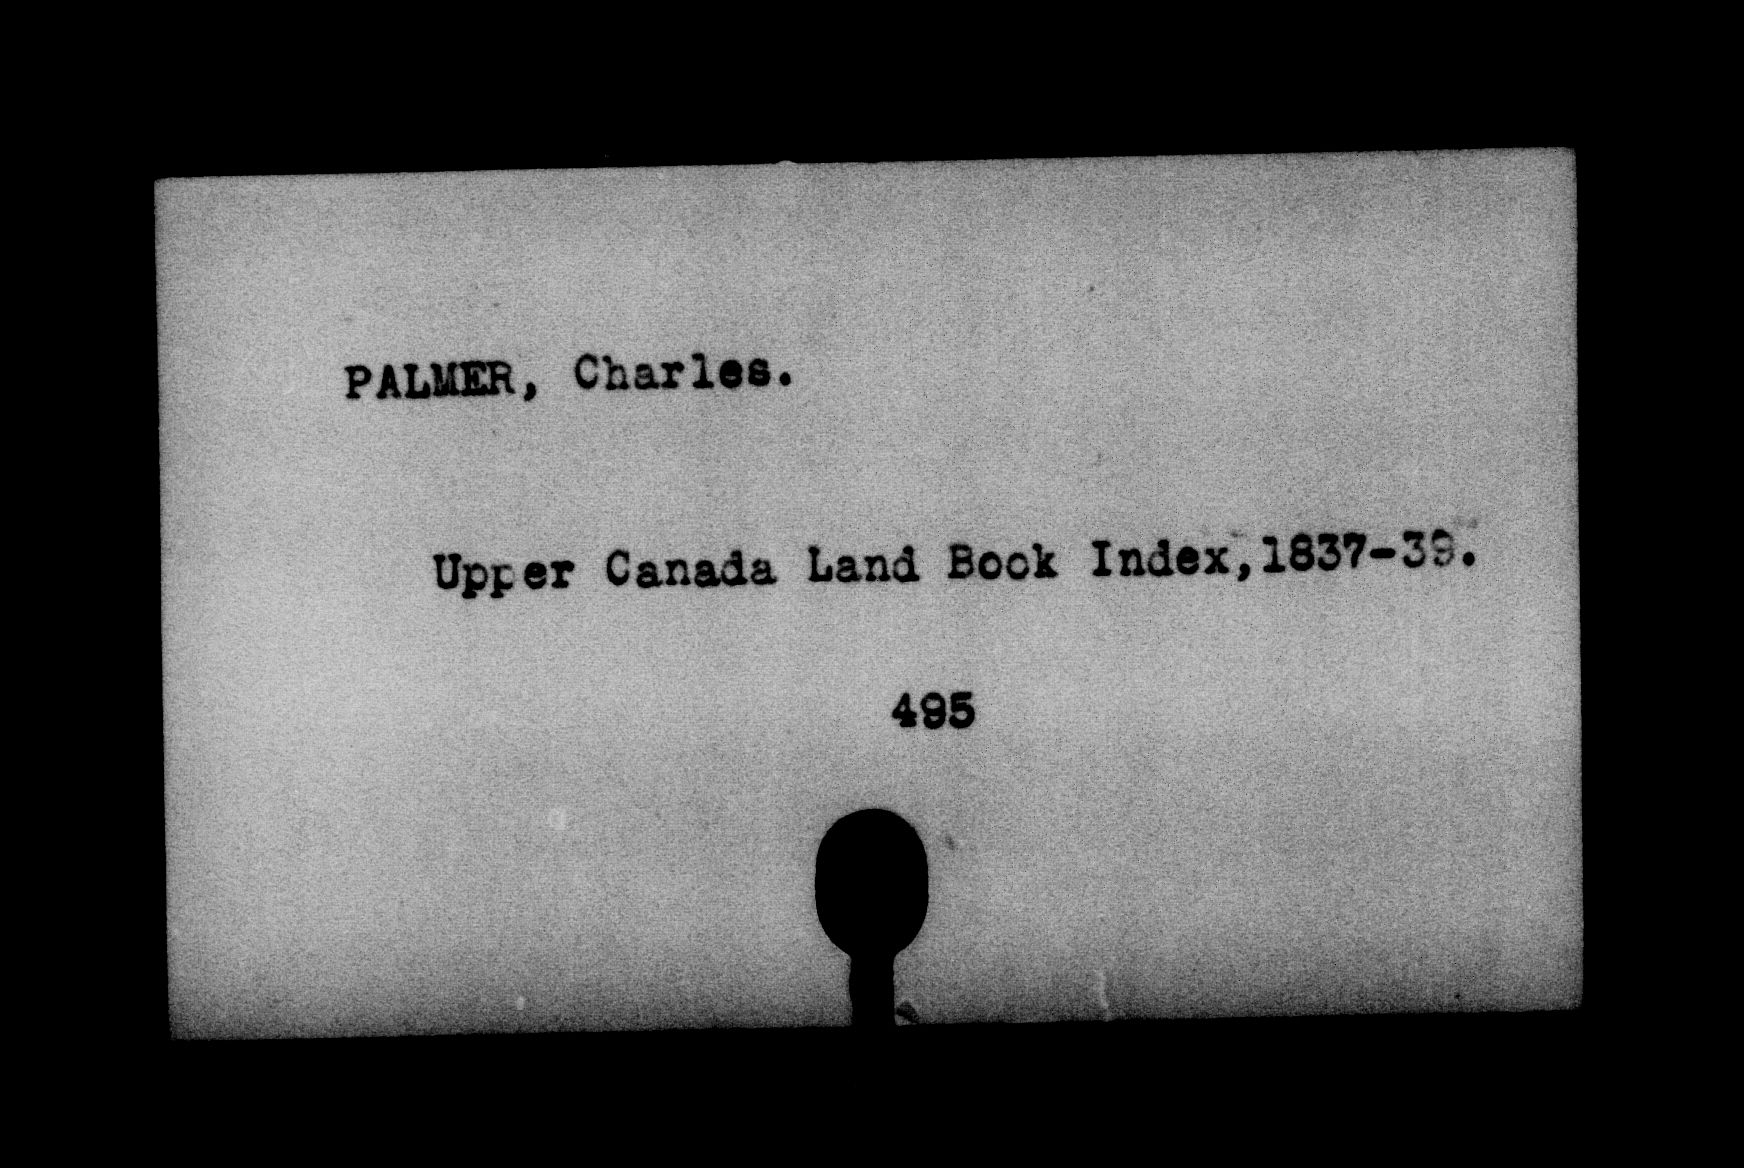 PALMER, Charles.
Upper Canada Land Book Index,1837-39.
495